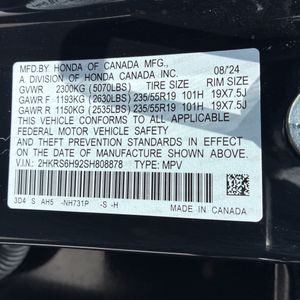 MFD.BY HONDA OF CANADA MFG., 08/24
A DIVISION OF HONDA CANADA INC.
GVWR 2300KG (5070LBS) TIRE SIZE RIM SIZE
GAWR F 1193KG (2630LBS) 235/55R19 101H 19X7.5J
GAWR R 1150KG (2535LBS) 235/55R19 101H 19X7.5J
THIS VEHICLE CONFORMS TO ALL APPLICABLE
FEDERAL MOTOR VEHICLE SAFETY, BUMPER,
AND THEFT PREVENTION STANDARDS IN EFFECT
ON THE DATE OF MANUFACTURE SHOWN ABOVE.
V.I.N.: 2HKRS6H92SH808878 TYPE: MPV
3D4 S AH5 -NH731P -S -H MADE IN CANADA